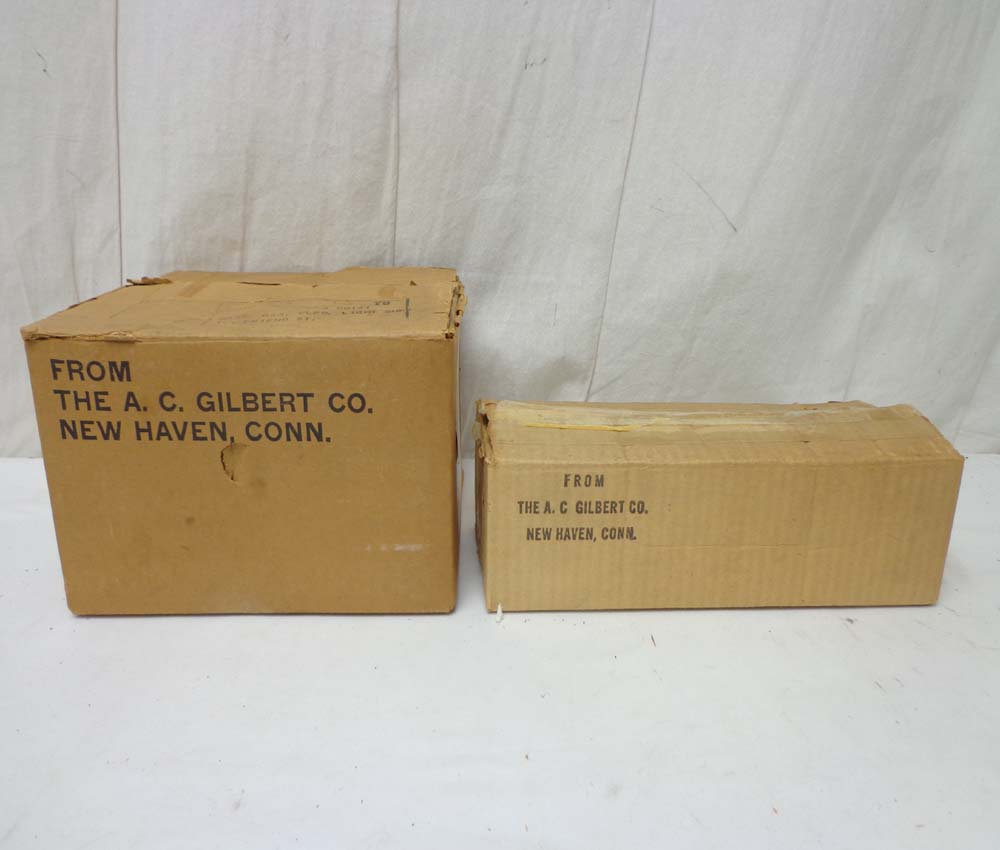 FROM
THE A. C. GILBERT CO.
NEW HAVEN, CONN.
FROM
THE A. C GILBERT CO.
NEW HAVEN, CONN.